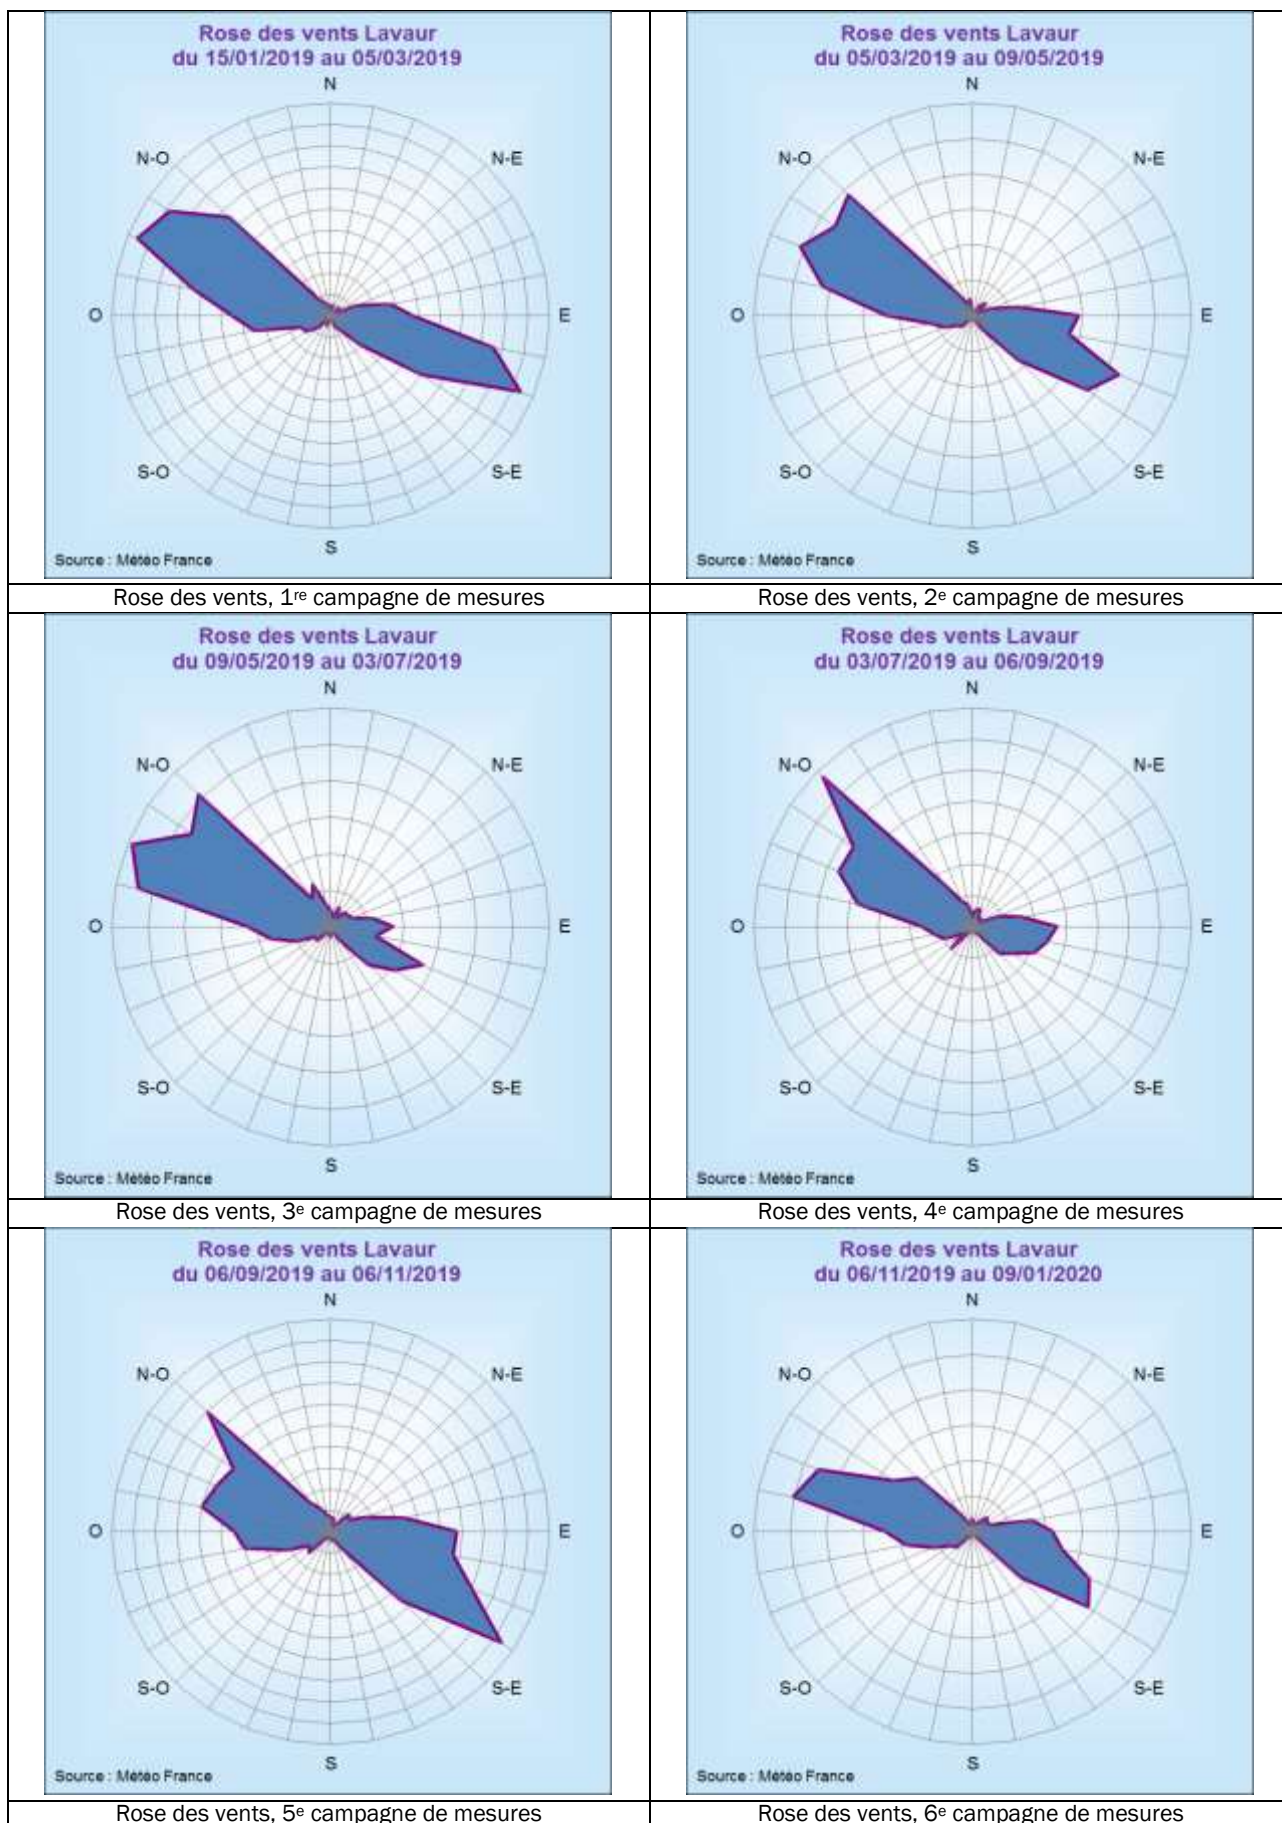 Rose des vents Lavaur
du 15/01/2019 au 05/03/2019
N
N-O
N-E
O
E
S-O
S-E
S
Source : Météo France
Rose des vents Lavaur
du 05/03/2019 au 09/05/2019
N
N-O
N-E
O
E
S-O
S-E
S
Source : Météo France
Rose des vents, 1re campagne de mesures
Rose des vents, 2e campagne de mesures
Rose des vents Lavaur
du 09/05/2019 au 03/07/2019
N
N-O
N-E
O
E
S-O
S-E
S
Source : Météo France
Rose des vents Lavaur
du 03/07/2019 au 06/09/2019
N
N-O
N-E
O
E
S-O
S-E
S
Source : Météo France
Rose des vents, 3e campagne de mesures
Rose des vents, 4e campagne de mesures
Rose des vents Lavaur
du 06/09/2019 au 06/11/2019
N
N-O
N-E
O
E
S-O
S-E
S
Source : Météo France
Rose des vents Lavaur
du 06/11/2019 au 09/01/2020
N
N-O
N-E
O
E
S-O
S-E
S
Source : Météo France
Rose des vents, 5e campagne de mesures
Rose des vents, 6e campagne de mesures